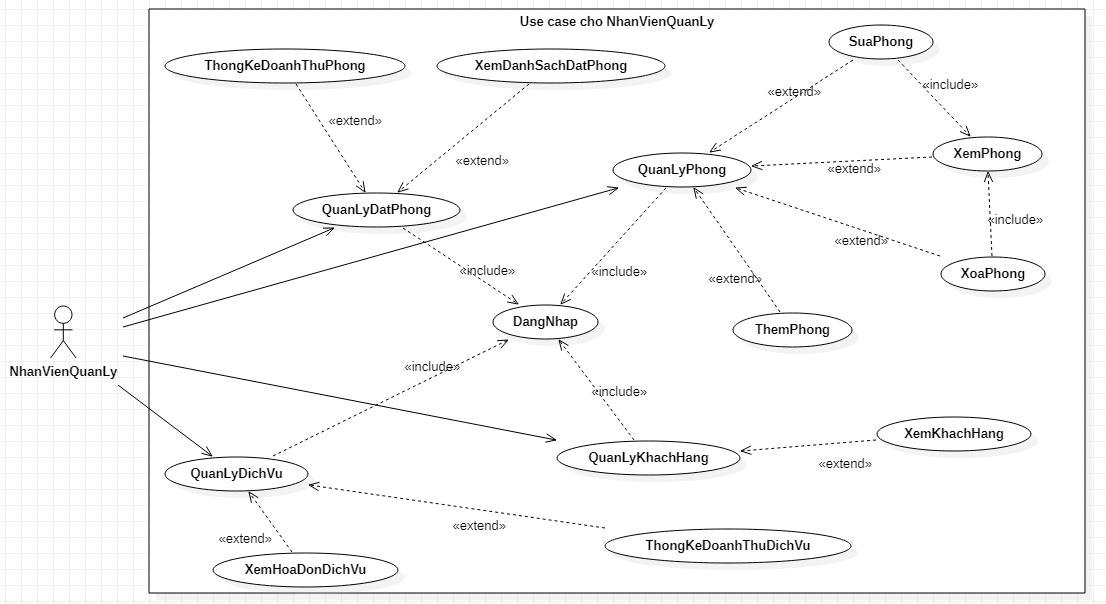 Use case cho NhanVienQuanLy
SuaPhong
ThongKeDoanhThuPhong
XemDanhSachDatPhong
«extend»
«include»
«extend»
XemPhong
«extend»
QuanLyPhong
«extend»
QuanLyDatPhong
«include»
«extend»
«include»
«include»
XoaPhong
«extend»
DangNhap
ThemPhong
NhanVienQuanLy
«include»
«include»
XemKhachHang
QuanLyKhachHang
«extend»
QuanLyDichVu
«extend»
«extend»
ThongKeDoanhThuDichVu
XemHoaDonDichVu